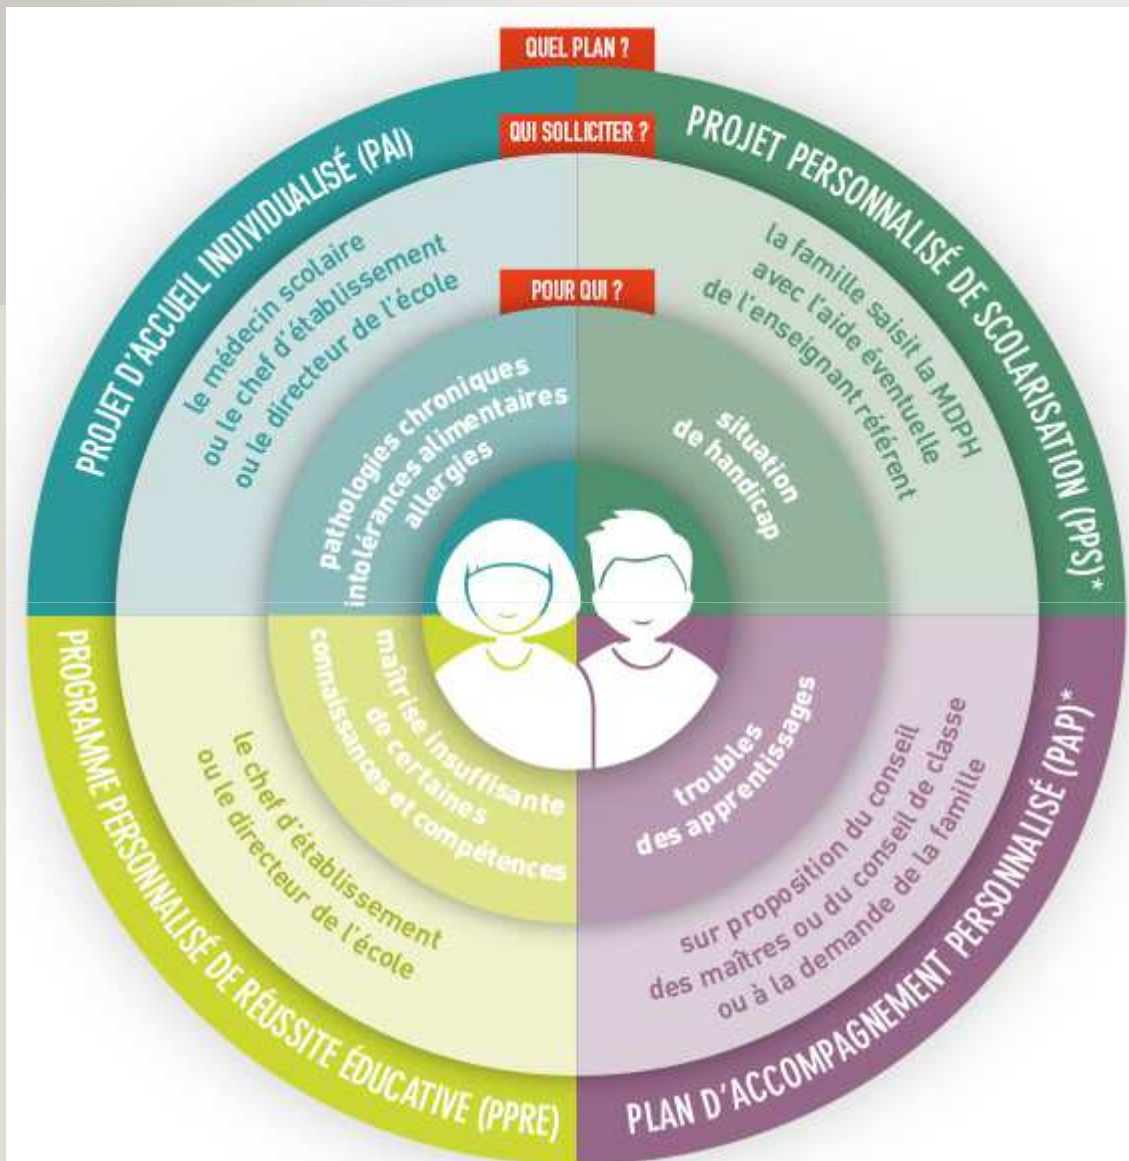 QUEL PLAN ?
QUI SOLLICITER ?
POUR QUI ?
PROJET D'ACCUEIL INDIVIDUALISÉ (PAI)
le médecin scolaire
ou le chef d'établissement
ou le directeur de l'école
pathologies chroniques
intolérances alimentaires
allergies
PROJET PERSONNALISÉ DE SCOLARISATION (PPS)*
la famille saisit la MDPH
avec l'aide éventuelle
de l'enseignant référent
situation
de handicap
PROGRAMME PERSONNALISÉ DE RÉUSSITE ÉDUCATIVE (PPRE)
le chef d'établissement
ou le directeur de l'école
maîtrise insuffisante
de certaines
connaissances et compétences
PLAN D'ACCOMPAGNEMENT PERSONNALISÉ (PAP)*
sur proposition du conseil
des maîtres ou du conseil de classe
ou à la demande de la famille
troubles
des apprentissages